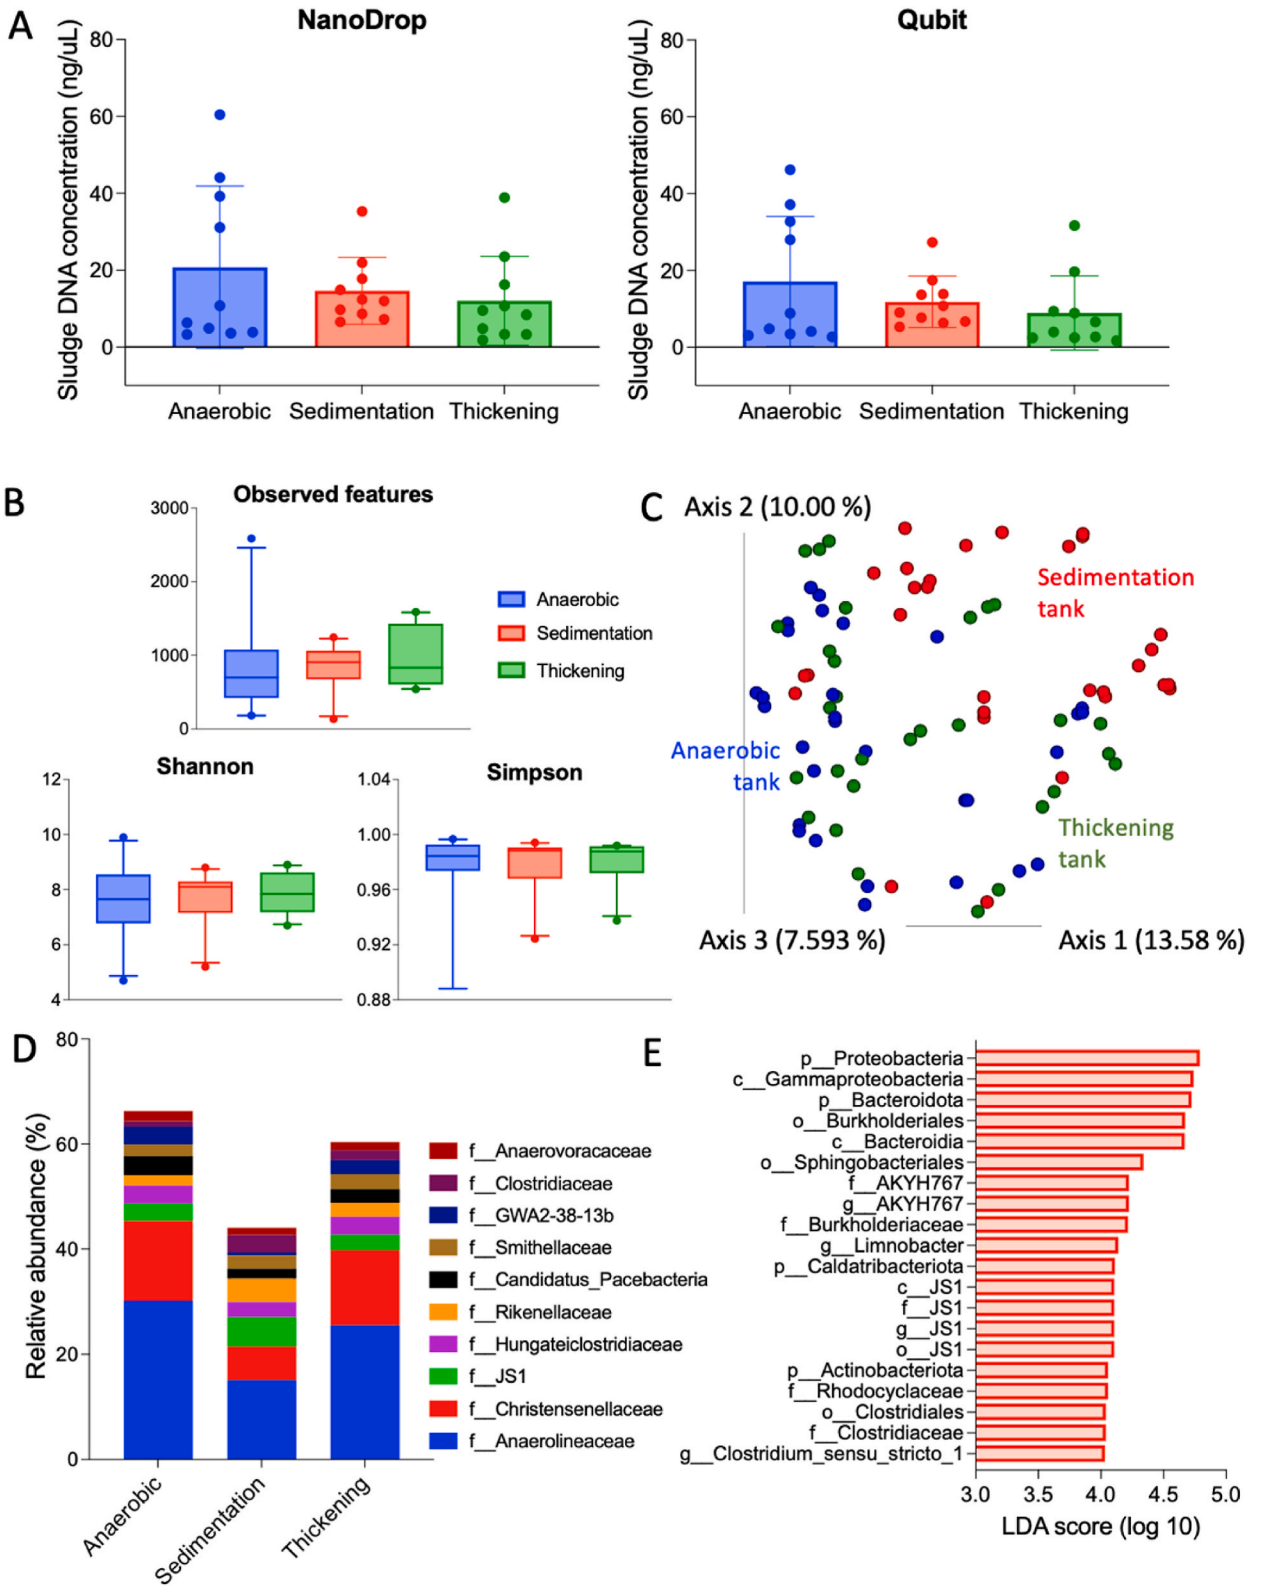 A
NanoDrop
Qubit
Sludge DNA concentration (ng/uL)
80
60
40
20
0
Anaerobic
Sedimentation
Thickening
Sludge DNA concentration (ng/uL)
80
60
40
20
0
Anaerobic
Sedimentation
Thickening
B
Observed features
3000
2000
1000
0
Anaerobic
Sedimentation
Thickening
Shannon
12
10
8
6
4
Simpson
1.04
1.00
0.96
0.92
0.88
C
Axis 2 (10.00 %)
Sedimentation
tank
Anaerobic
tank
Thickening
tank
Axis 3 (7.593 %)
Axis 1 (13.58 %)
D
Relative abundance (%)
80
60
40
20
0
Anaerobic
Sedimentation
Thickening
f__Anaerovoracaceae
f__Clostridiaceae
f__GWA2-38-13b
f__Smithellaceae
f__Candidatus_Pacebacteria
f__Rikenellaceae
f__Hungateiclostridiaceae
f__JS1
f__Christensenellaceae
f__Anaerolineaceae
E
p__Proteobacteria
c__Gammaproteobacteria
p__Bacteroidota
o__Burkholderiales
c__Bacteroidia
o__Sphingobacteriales
f__AKYH767
g__AKYH767
f__Burkholderiaceae
g__Limnobacter
p__Caldatribacteriota
c__JS1
f__JS1
g__JS1
o__JS1
p__Actinobacteriota
f__Rhodocyclaceae
o__Clostridiales
f__Clostridiaceae
g__Clostridium_sensu_stricto_1
3.0
3.5
4.0
4.5
5.0
LDA score (log 10)